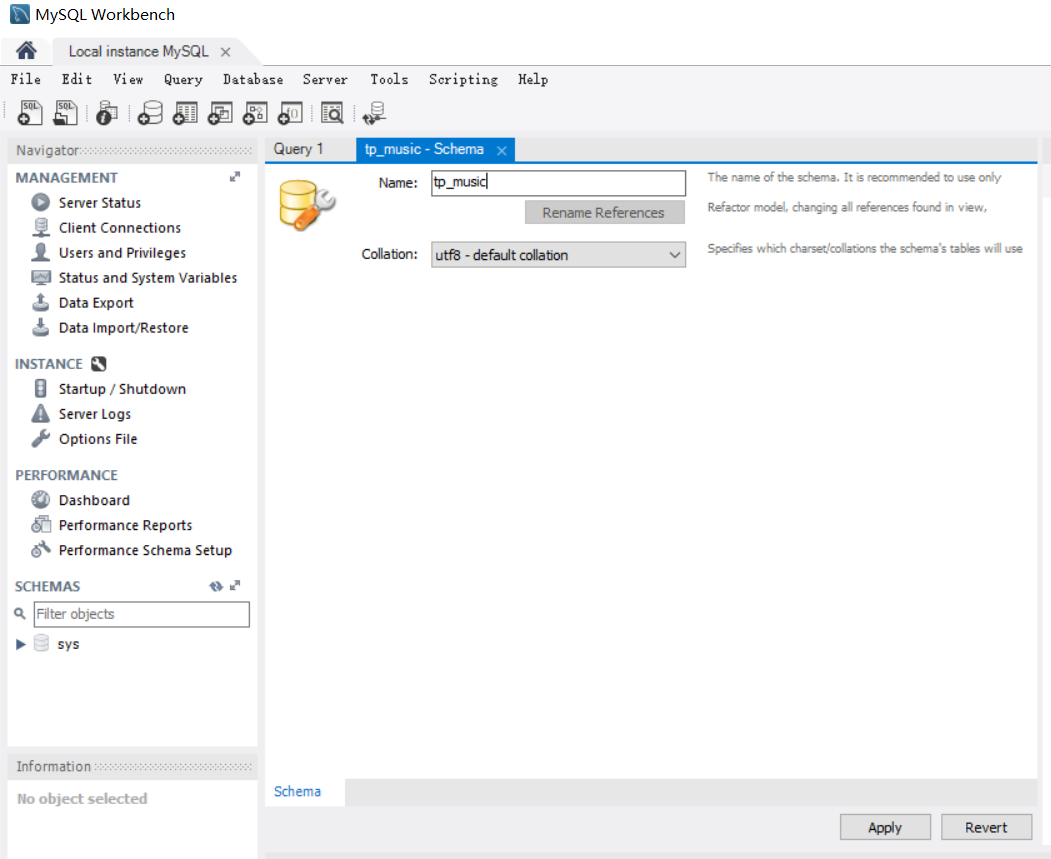 MySQL Workbench
Local instance MySQL
File Edit View Query Database Server Tools Scripting Help
SQL SQL
Navigator
MANAGEMENT
Server Status
Client Connections
Users and Privileges
Status and System Variables
Data Export
Data Import/Restore
INSTANCE
Startup / Shutdown
Server Logs
Options File
PERFORMANCE
Dashboard
Performance Reports
Performance Schema Setup
SCHEMAS
Filter objects
sys
Information
No object selected
Query 1
tp_music - Schema
Name: tp_music
The name of the schema. It is recommended to use only
Rename References
Refactor model, changing all references found in view,
Collation: utf8 - default collation
Specifies which charset/collations the schema's tables will use
Schema
Apply Revert